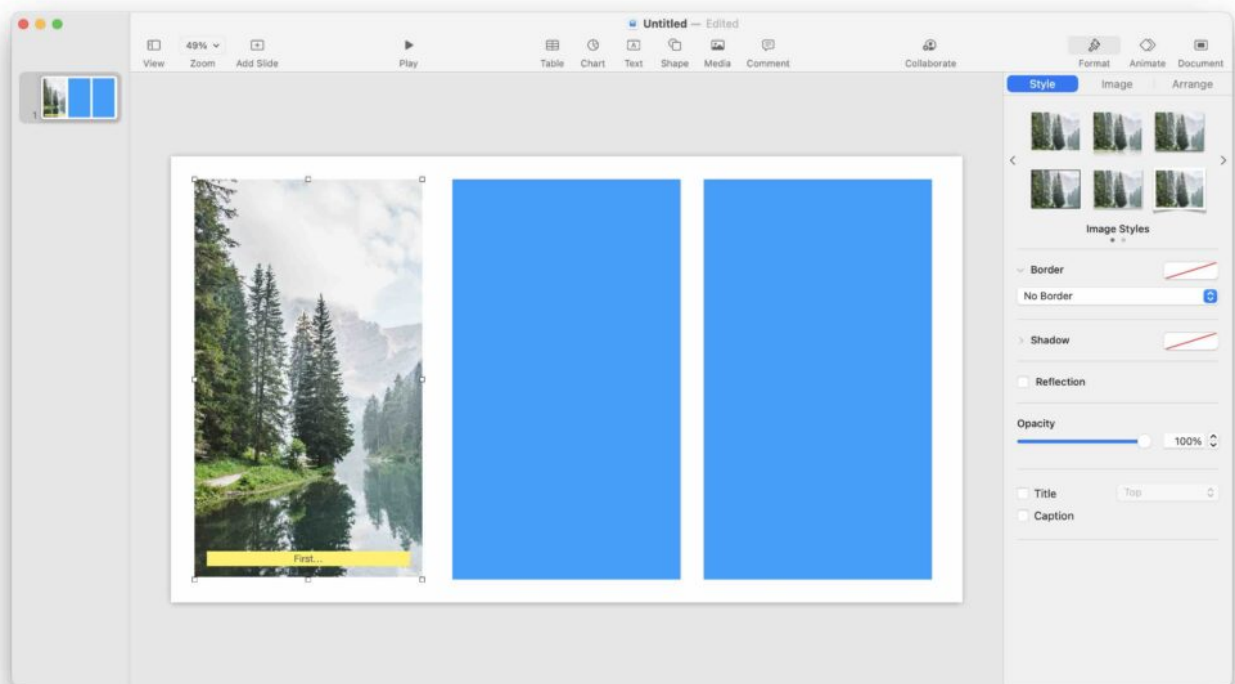 Untitled — Edited
49%
View
Zoom
Add Slide
Play
Table
Chart
Text
Shape
Media
Comment
Collaborate
Format
Animate
Document
1
Style
Image
Arrange
Image Styles
Border
No Border
Shadow
Reflection
Opacity
100%
Title
Top
Caption
First...